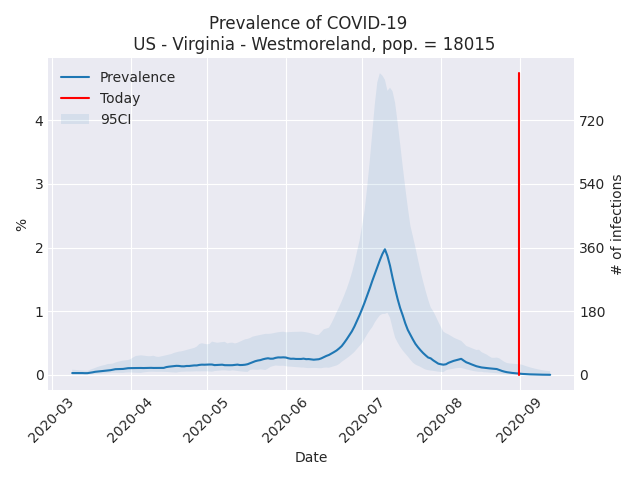 Prevalence of COVID-19
US - Virginia - Westmoreland, pop. = 18015
Prevalence
Today
95CI
4
3
2
1
0
%
720
540
360
180
0
# of infections
2020-03
2020-04
2020-05
2020-06
2020-07
2020-08
2020-09
Date